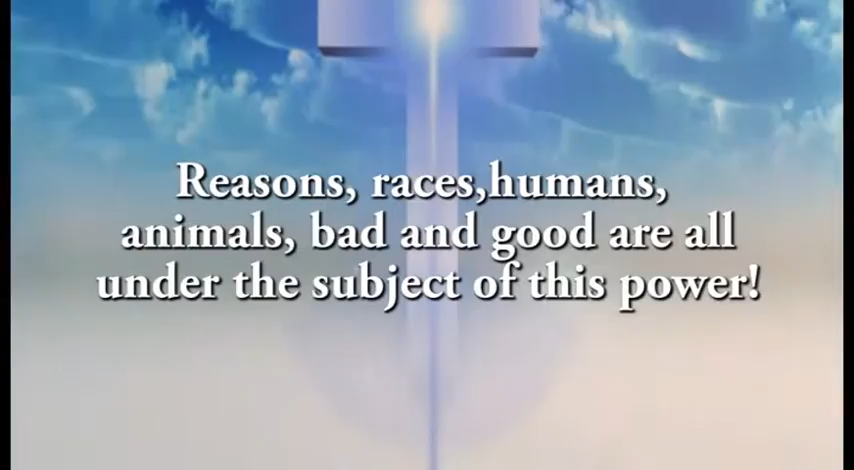 Reasons, races,humans,
animals, bad and good are all
under the subject of this power!